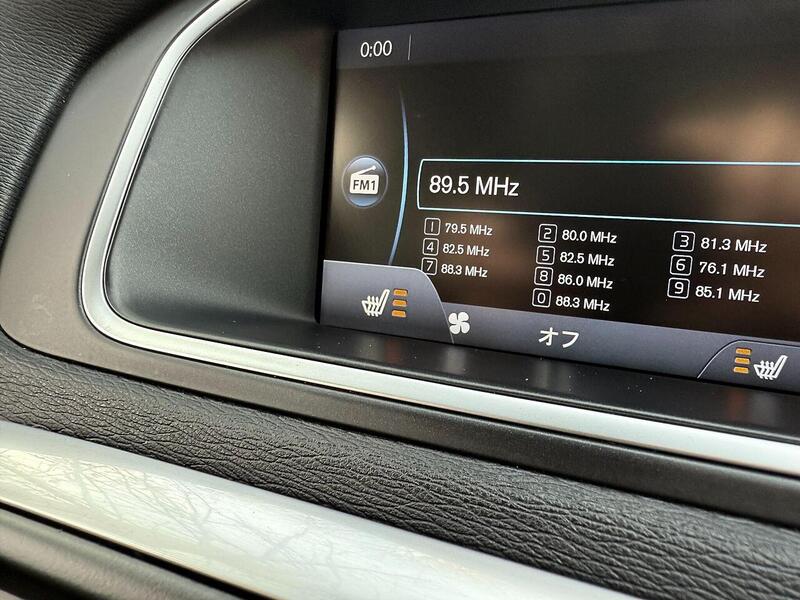 0:00
FM1
89.5 MHz
1 79.5 MHz 2 80.0 MHz 3 81.3 MHz
4 82.5 MHz 5 82.5 MHz 6 76.1 MHz
7 88.3 MHz 8 86.0 MHz 9 85.1 MHz
0 88.3 MHz
オフ